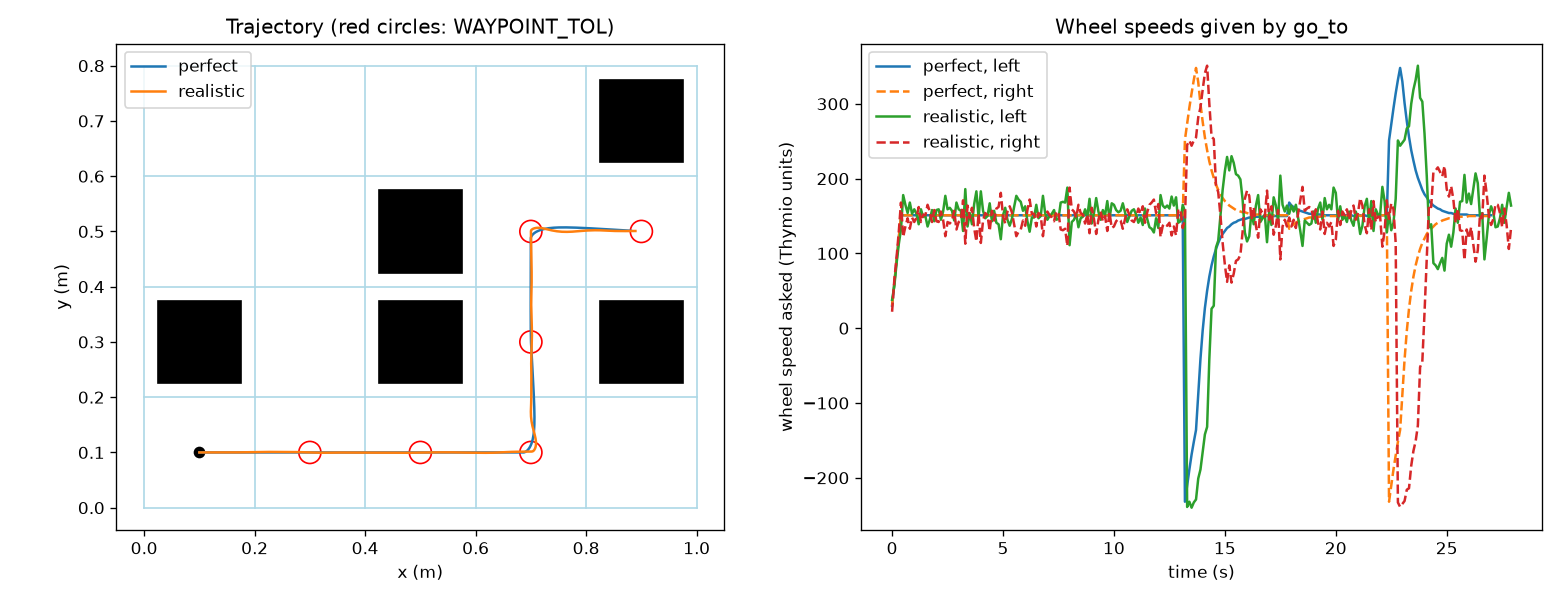 Trajectory (red circles: WAYPOINT_TOL)
perfect
realistic
0.8
0.7
0.6
0.5
0.4
0.3
0.2
0.1
0.0
y (m)
0.0 0.2 0.4 0.6 0.8 1.0
x (m)
Wheel speeds given by go_to
perfect, left
perfect, right
realistic, left
realistic, right
300
200
100
0
−100
−200
wheel speed asked (Thymio units)
0 5 10 15 20 25
time (s)